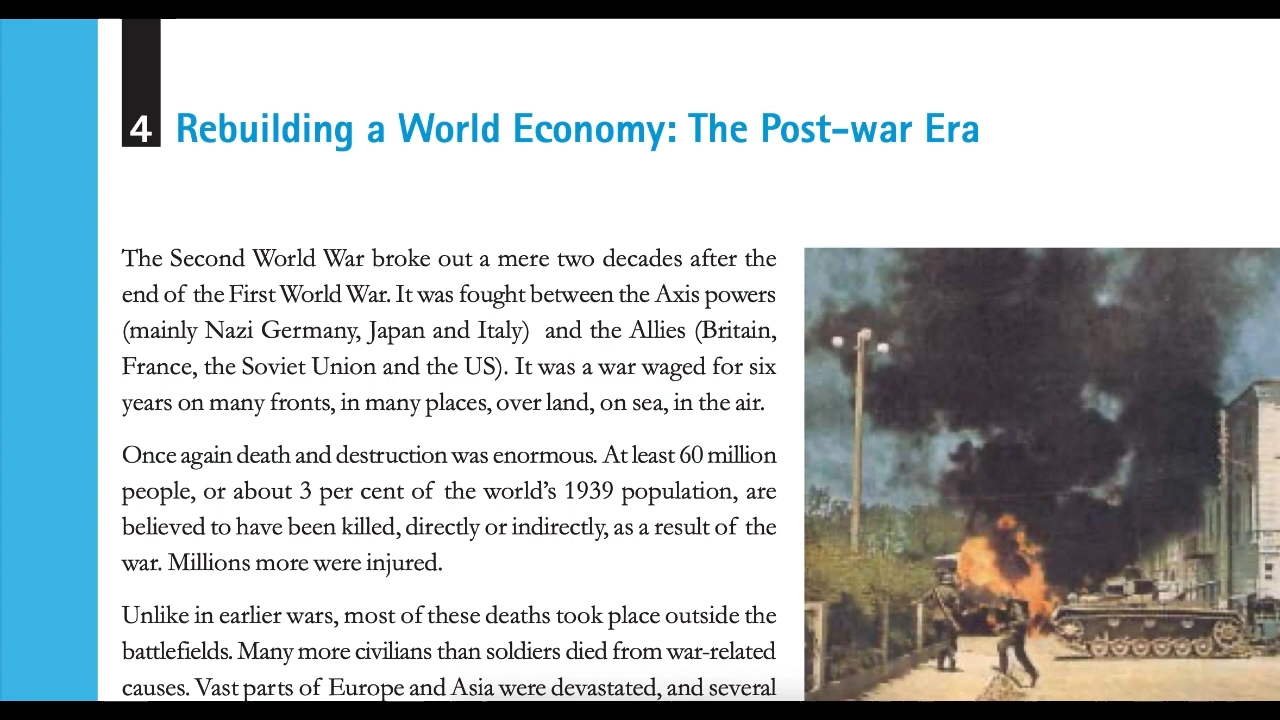 4 Rebuilding a World Economy: The Post-war Era
The Second World War broke out a mere two decades after the
end of the First World War. It was fought between the Axis powers
(mainly Nazi Germany, Japan and Italy) and the Allies (Britain,
France, the Soviet Union and the US). It was a war waged for six
years on many fronts, in many places, over land, on sea, in the air.
Once again death and destruction was enormous. At least 60 million
people, or about 3 per cent of the world’s 1939 population, are
believed to have been killed, directly or indirectly, as a result of the
war. Millions more were injured.
Unlike in earlier wars, most of these deaths took place outside the
battlefields. Many more civilians than soldiers died from war-related
causes. Vast parts of Europe and Asia were devastated, and several